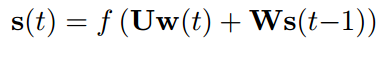 s(t) = f (Uw(t) + Ws(t−1))